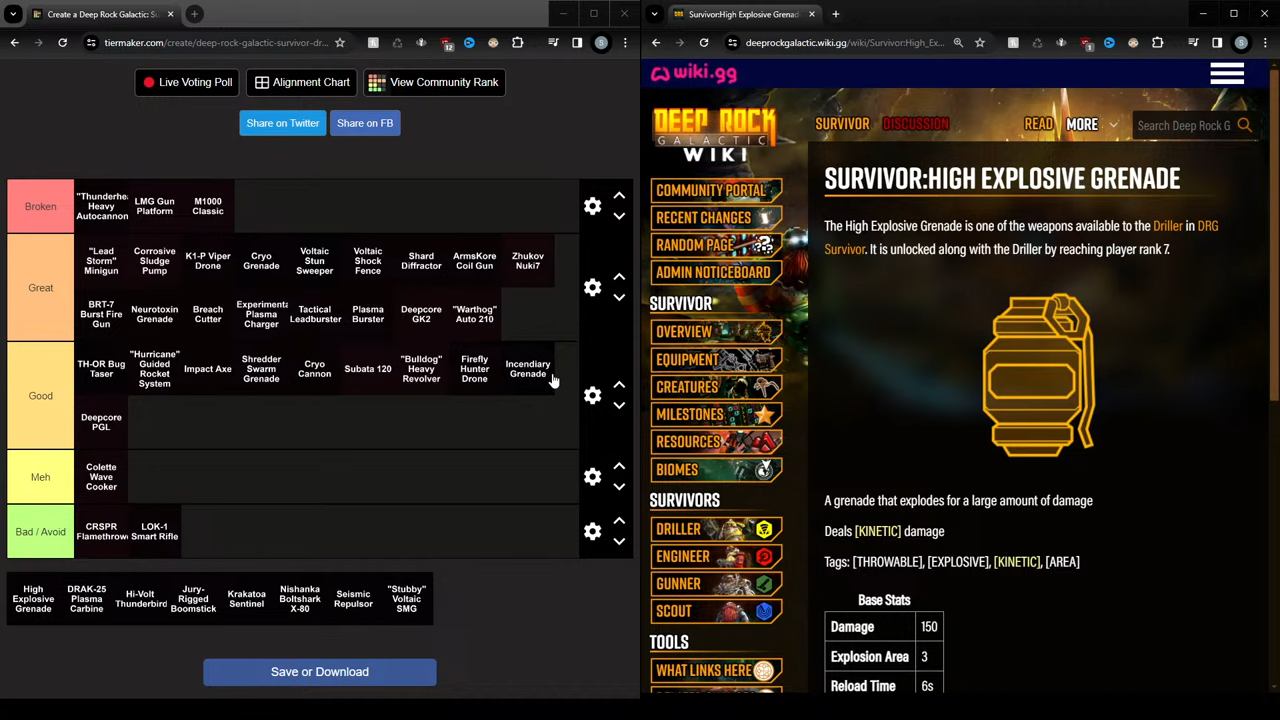 Create a Deep Rock Galactic: Su
Survivor:High Explosive Grenade
tiermaker.com/create/deep-rock-galactic-survivor-dr...
12
S
deeprockgalactic.wiki.gg/wiki/Survivor:High_Ex...
1
S
Live Voting Poll
Alignment Chart
View Community Rank
Share on Twitter
Share on FB
Broken
"Thunderhe
Heavy
Autocannon
LMG Gun
Platform
M1000
Classic
Great
"Lead
Storm"
Minigun
Corrosive
Sludge
Pump
K1-P Viper
Drone
Cryo
Grenade
Voltaic
Stun
Sweeper
Voltaic
Shock
Fence
Shard
Diffractor
ArmsKore
Coil Gun
Zhukov
Nuki7
BRT-7
Burst Fire
Gun
Neurotoxin
Grenade
Breach
Cutter
Experimenta
Plasma
Charger
Tactical
Leadburster
Plasma
Burster
Deepcore
GK2
"Warthog"
Auto 210
Good
TH-OR Bug
Taser
"Hurricane"
Guided
Rocket
System
Impact Axe
Shredder
Swarm
Grenade
Cryo
Cannon
Subata 120
"Bulldog"
Heavy
Revolver
Firefly
Hunter
Drone
Incendiary
Grenade
Deepcore
PGL
Meh
Colette
Wave
Cooker
Bad / Avoid
CRSPR
Flamethrow
LOK-1
Smart Rifle
High
Explosive
Grenade
DRAK-25
Plasma
Carbine
Hi-Volt
Thunderbird
Jury-
Rigged
Boomstick
Krakatoa
Sentinel
Nishanka
Boltshark
X-80
Seismic
Repulsor
"Stubby"
Voltaic
SMG
Save or Download
wiki.gg
DEEP ROCK
GALACTIC
WIKI
SURVIVOR
DISCUSSION
READ
MORE
Search Deep Rock G
COMMUNITY PORTAL
RECENT CHANGES
RANDOM PAGE
ADMIN NOTICEBOARD
SURVIVOR
OVERVIEW
EQUIPMENT
CREATURES
MILESTONES
RESOURCES
BIOMES
SURVIVORS
DRILLER
ENGINEER
GUNNER
SCOUT
TOOLS
WHAT LINKS HERE
SURVIVOR:HIGH EXPLOSIVE GRENADE
The High Explosive Grenade is one of the weapons available to the Driller in DRG
Survivor. It is unlocked along with the Driller by reaching player rank 7.
A grenade that explodes for a large amount of damage
Deals [KINETIC] damage
Tags: [THROWABLE], [EXPLOSIVE], [KINETIC], [AREA]
Base Stats
Damage 150
Explosion Area 3
Reload Time 6s